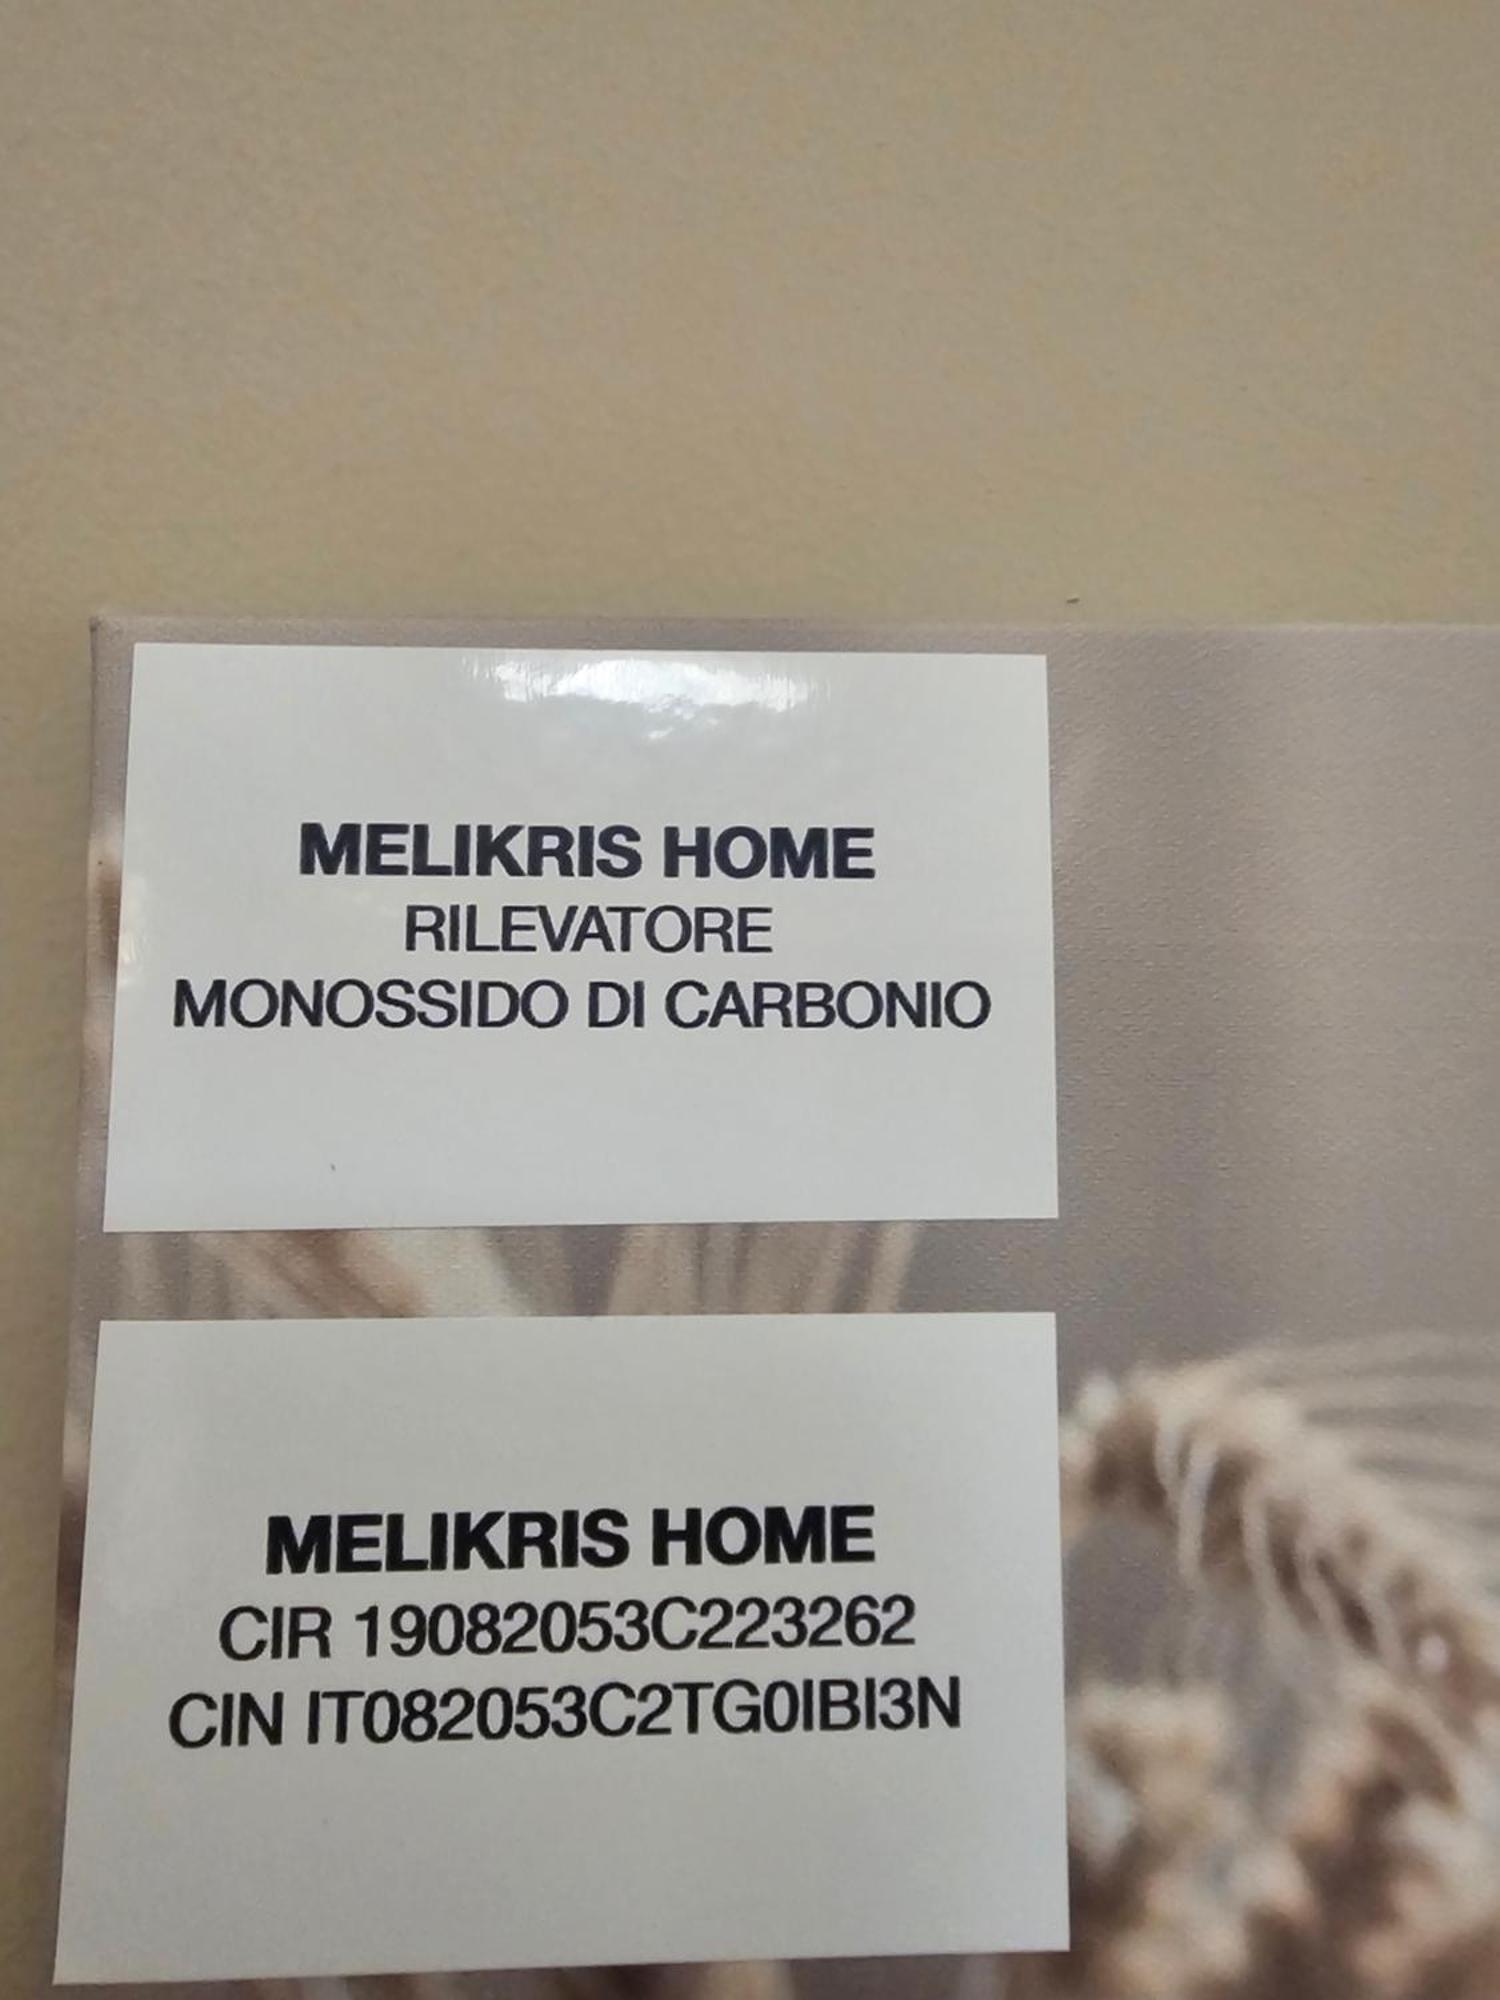 MELIKRIS HOME
RILEVATORE
MONOSSIDO DI CARBONIO
MELIKRIS HOME
CIR 19082053C223262
CIN IT082053C2TG0IBI3N